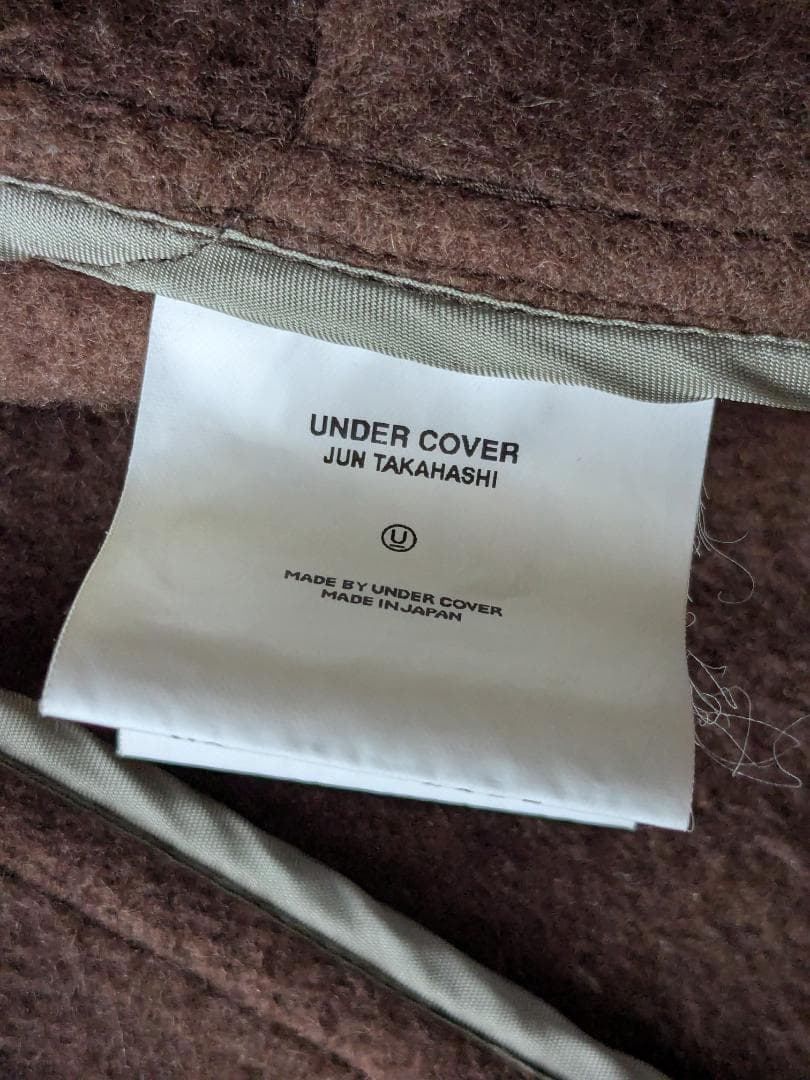 UNDER COVER
JUN TAKAHASHI
U
MADE BY UNDER COVER
MADE IN JAPAN